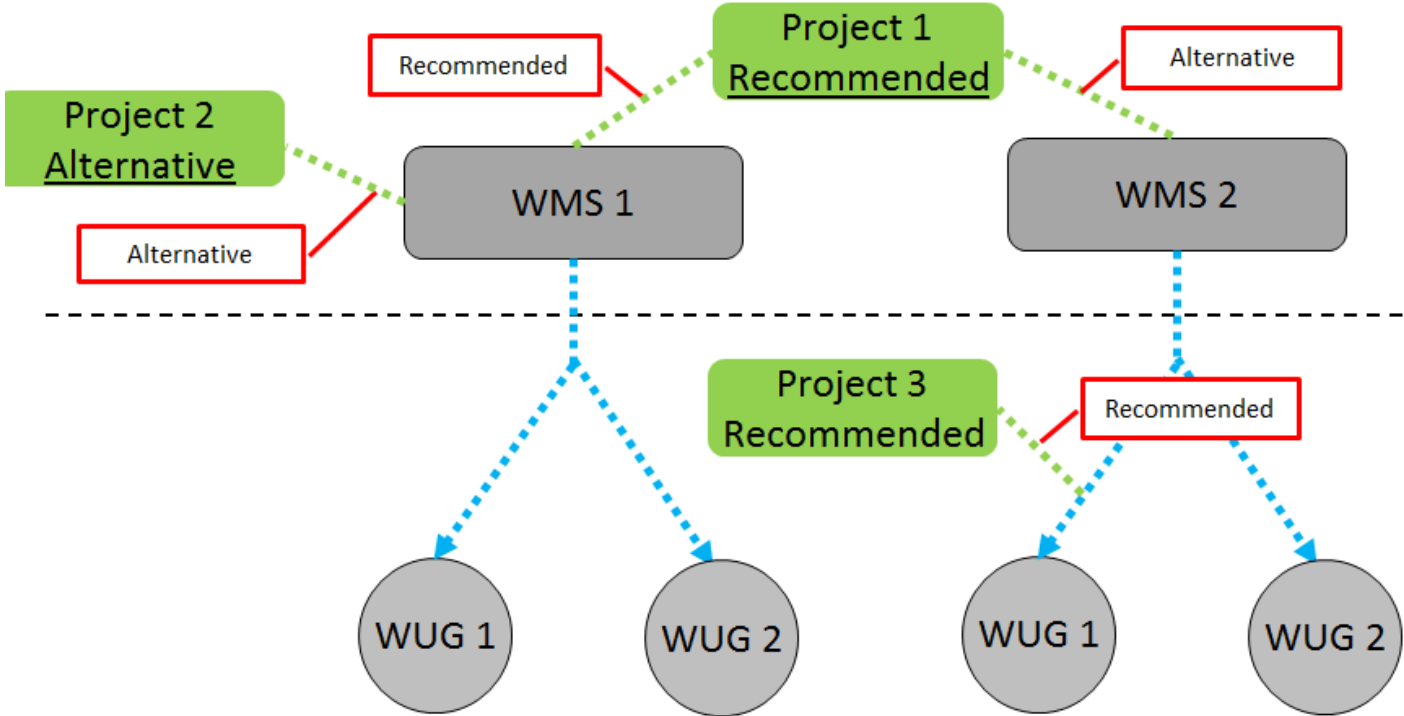 Project 1
Recommended
Recommended
Alternative
Project 2
Alternative
WMS 1
WMS 2
Alternative
Project 3
Recommended
Recommended
WUG 1
WUG 2
WUG 1
WUG 2